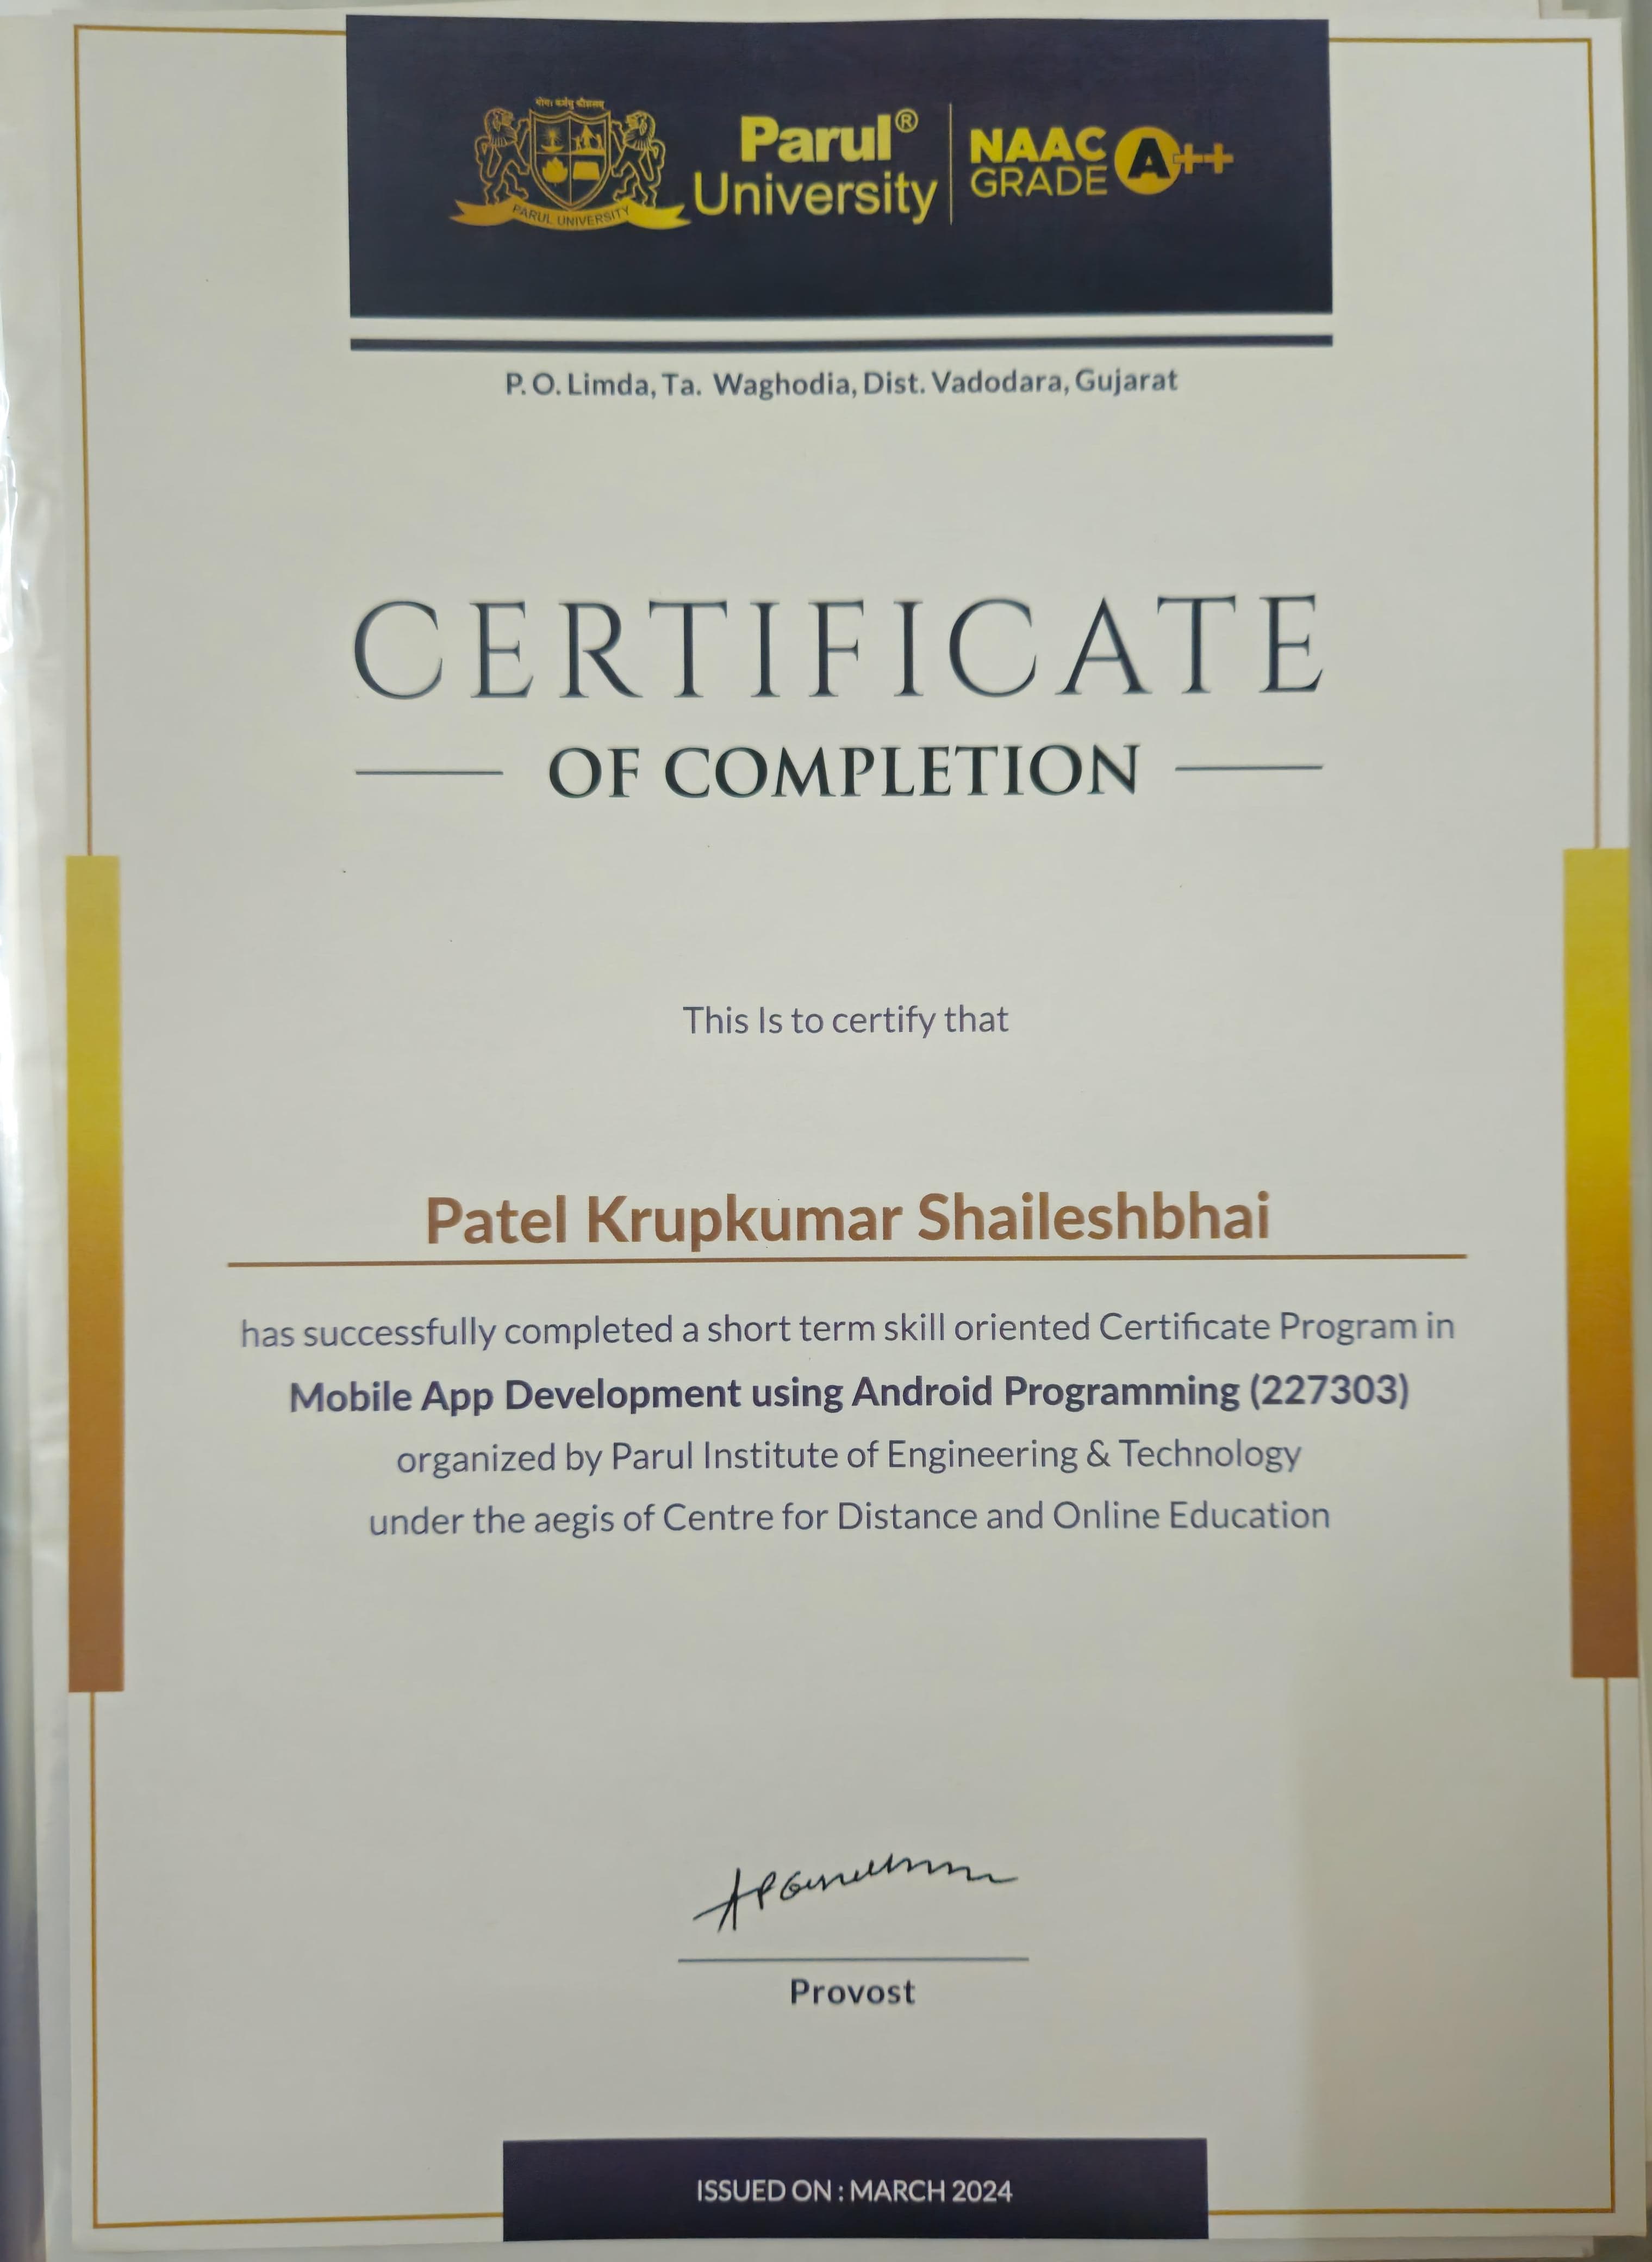 योगः कर्मसु कौशलम्
PARUL UNIVERSITY
Parul®
University
NAAC
GRADE A++
P. O. Limda, Ta. Waghodia, Dist. Vadodara, Gujarat
CERTIFICATE
OF COMPLETION
This Is to certify that
Patel Krupkumar Shaileshbhai
has successfully completed a short term skill oriented Certificate Program in
Mobile App Development using Android Programming (227303)
organized by Parul Institute of Engineering & Technology
under the aegis of Centre for Distance and Online Education
Provost
ISSUED ON : MARCH 2024